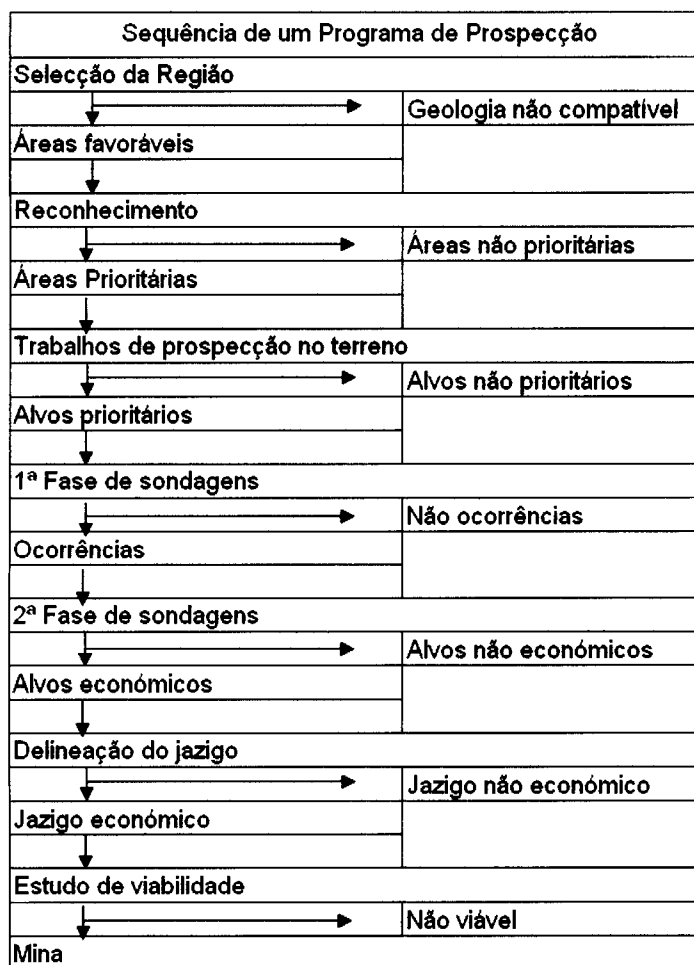 Sequência de um Programa de Prospecção
Selecção da Região
Geologia não compatível
Áreas favoráveis
Reconhecimento
Áreas não prioritárias
Áreas Prioritárias
Trabalhos de prospecção no terreno
Alvos não prioritários
Alvos prioritários
1ª Fase de sondagens
Não ocorrências
Ocorrências
2ª Fase de sondagens
Alvos não económicos
Alvos económicos
Delineação do jazigo
Jazigo não económico
Jazigo económico
Estudo de viabilidade
Não viável
Mina